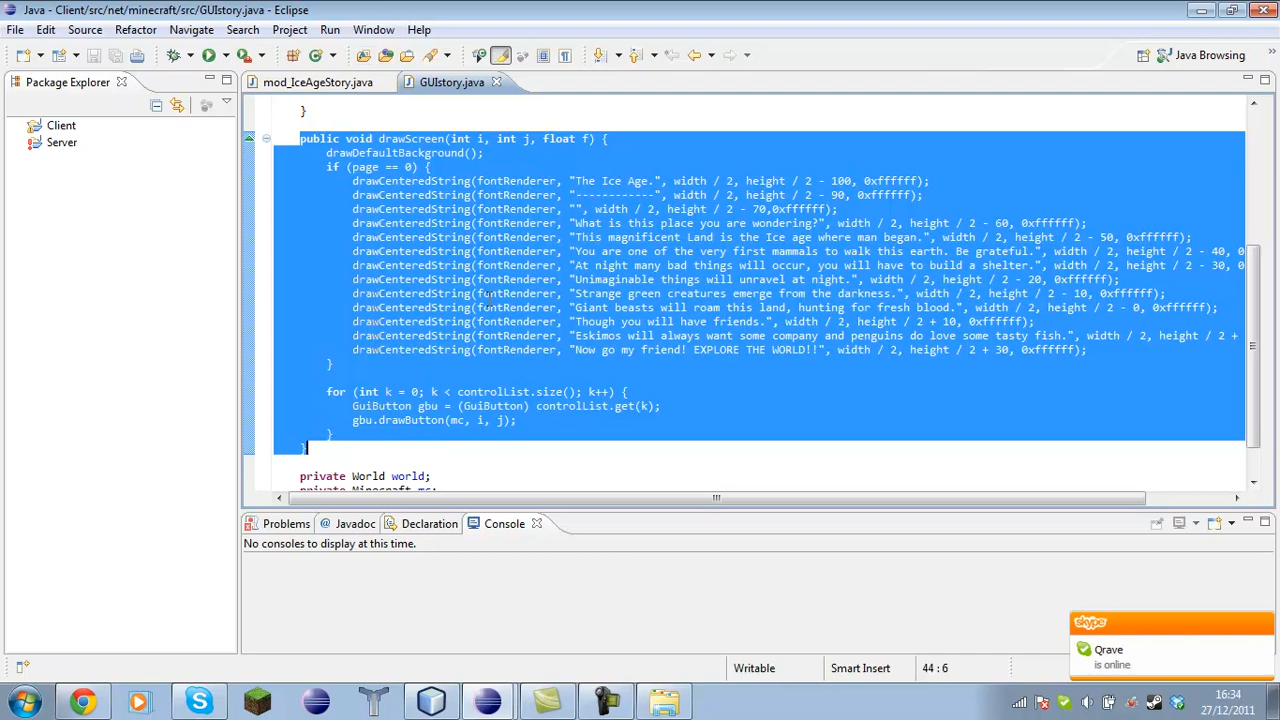 Java - Client/src/net/minecraft/src/GUIstory.java - Eclipse
File Edit Source Refactor Navigate Search Project Run Window Help
Java Browsing
Package Explorer
mod_IceAgeStory.java
GUIstory.java
Client
Server
}
public void drawScreen(int i, int j, float f) {
drawDefaultBackground();
if (page == 0) {
drawCenteredString(fontRenderer, "The Ice Age.", width / 2, height / 2 - 100, 0xffffff);
drawCenteredString(fontRenderer, "------------", width / 2, height / 2 - 90, 0xffffff);
drawCenteredString(fontRenderer, "", width / 2, height / 2 - 70,0xffffff);
drawCenteredString(fontRenderer, "What is this place you are wondering?", width / 2, height / 2 - 60, 0xffffff);
drawCenteredString(fontRenderer, "This magnificent Land is the Ice age where man began.", width / 2, height / 2 - 50, 0xffffff);
drawCenteredString(fontRenderer, "You are one of the very first mammals to walk this earth. Be grateful.", width / 2, height / 2 - 40, 0
drawCenteredString(fontRenderer, "At night many bad things will occur, you will have to build a shelter.", width / 2, height / 2 - 30, 0
drawCenteredString(fontRenderer, "Unimaginable things will unravel at night.", width / 2, height / 2 - 20, 0xffffff);
drawCenteredString(fontRenderer, "Strange green creatures emerge from the darkness.", width / 2, height / 2 - 10, 0xffffff);
drawCenteredString(fontRenderer, "Giant beasts will roam this land, hunting for fresh blood.", width / 2, height / 2 - 0, 0xffffff);
drawCenteredString(fontRenderer, "Though you will have friends.", width / 2, height / 2 + 10, 0xffffff);
drawCenteredString(fontRenderer, "Eskimos will always want some company and penguins do love some tasty fish.", width / 2, height / 2 +
drawCenteredString(fontRenderer, "Now go my friend! EXPLORE THE WORLD!!", width / 2, height / 2 + 30, 0xffffff);
}
for (int k = 0; k < controlList.size(); k++) {
GuiButton gbu = (GuiButton) controlList.get(k);
gbu.drawButton(mc, i, j);
}
}
private World world;
private Minecraft mc;
Problems Javadoc Declaration Console
No consoles to display at this time.
skype
Qrave
is online
Writable Smart Insert 44 : 6
16:34
27/12/2011